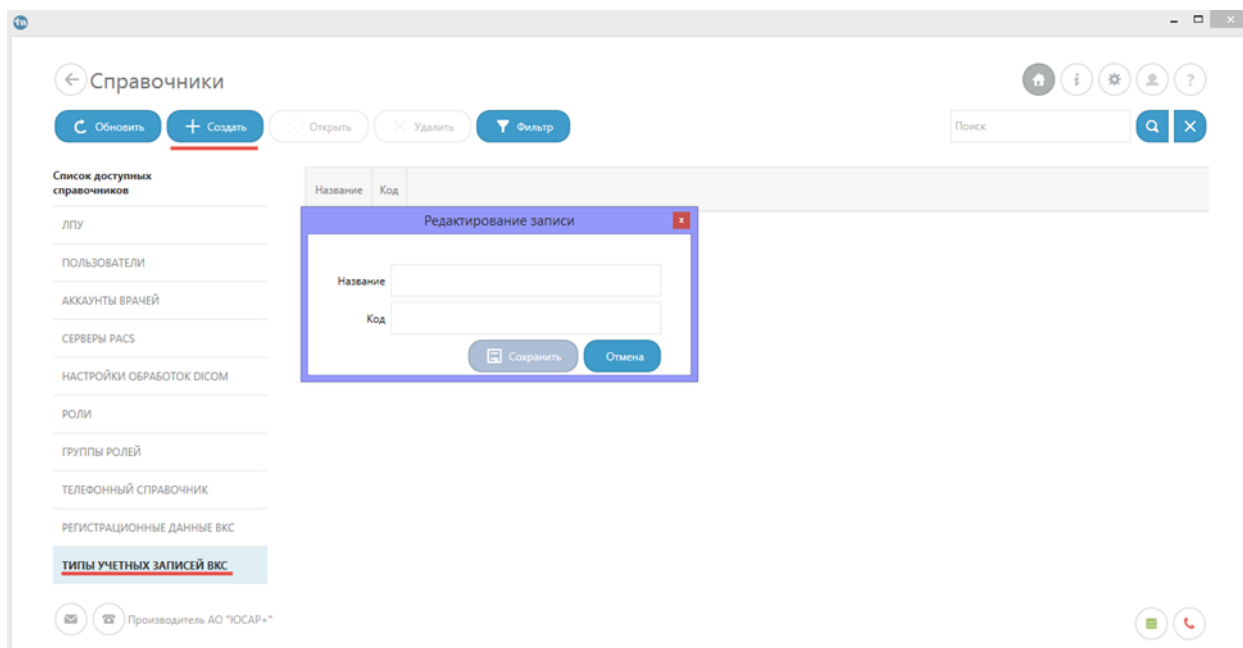 Справочники
Обновить
Создать
Открыть
Удалить
Фильтр
Поиск
Список доступных
справочников
Название
Код
ЛПУ
ПОЛЬЗОВАТЕЛИ
АККАУНТЫ ВРАЧЕЙ
СЕРВЕРЫ PACS
НАСТРОЙКИ ОБРАБОТОК DICOM
РОЛИ
ГРУППЫ РОЛЕЙ
ТЕЛЕФОННЫЙ СПРАВОЧНИК
РЕГИСТРАЦИОННЫЕ ДАННЫЕ ВКС
ТИПЫ УЧЕТНЫХ ЗАПИСЕЙ ВКС
Редактирование записи
Название
Код
Сохранить
Отмена
Производитель АО "ЮСАР+"